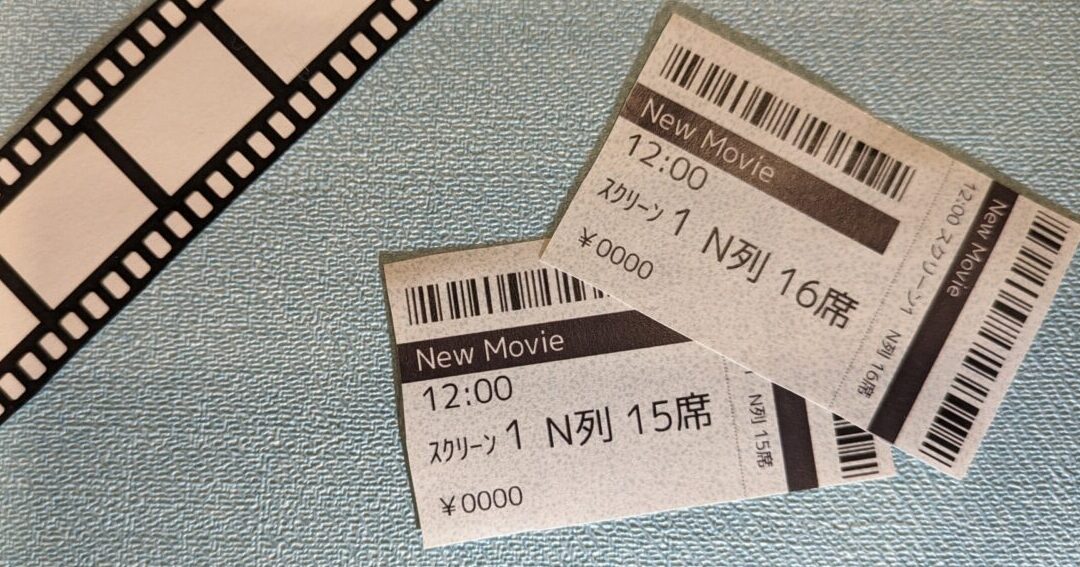 New Movie
12:00
スクリーン 1 N列 16席
¥0000
12:00 スクリーン1 N列 16席
New Movie
New Movie
12:00
スクリーン 1 N列 15席
¥0000
N列 15席